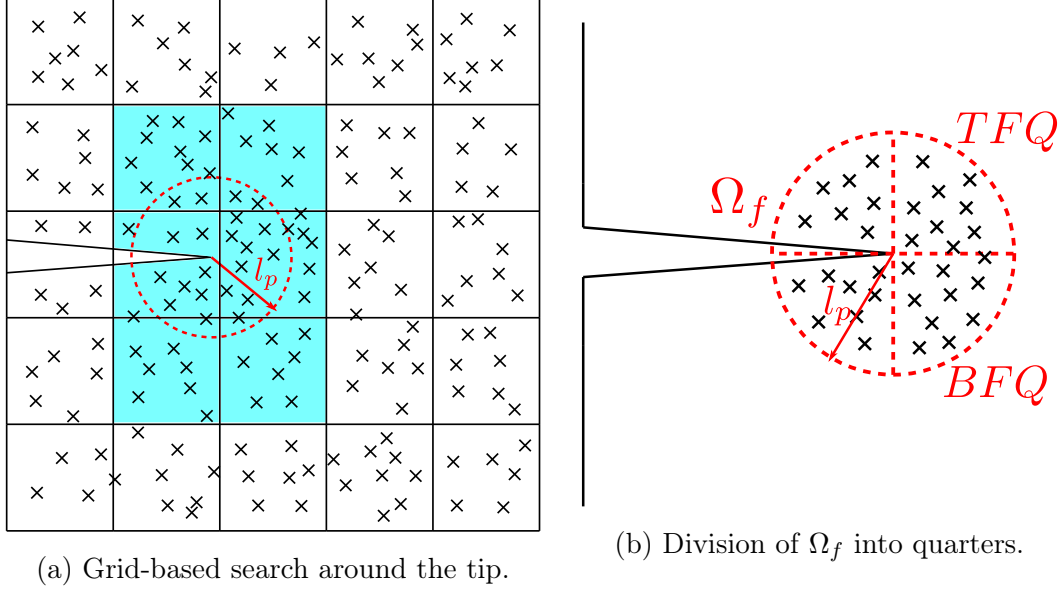 l_p
(a) Grid-based search around the tip.
TFQ
Ω_f
l_p
BFQ
(b) Division of Ω_f into quarters.